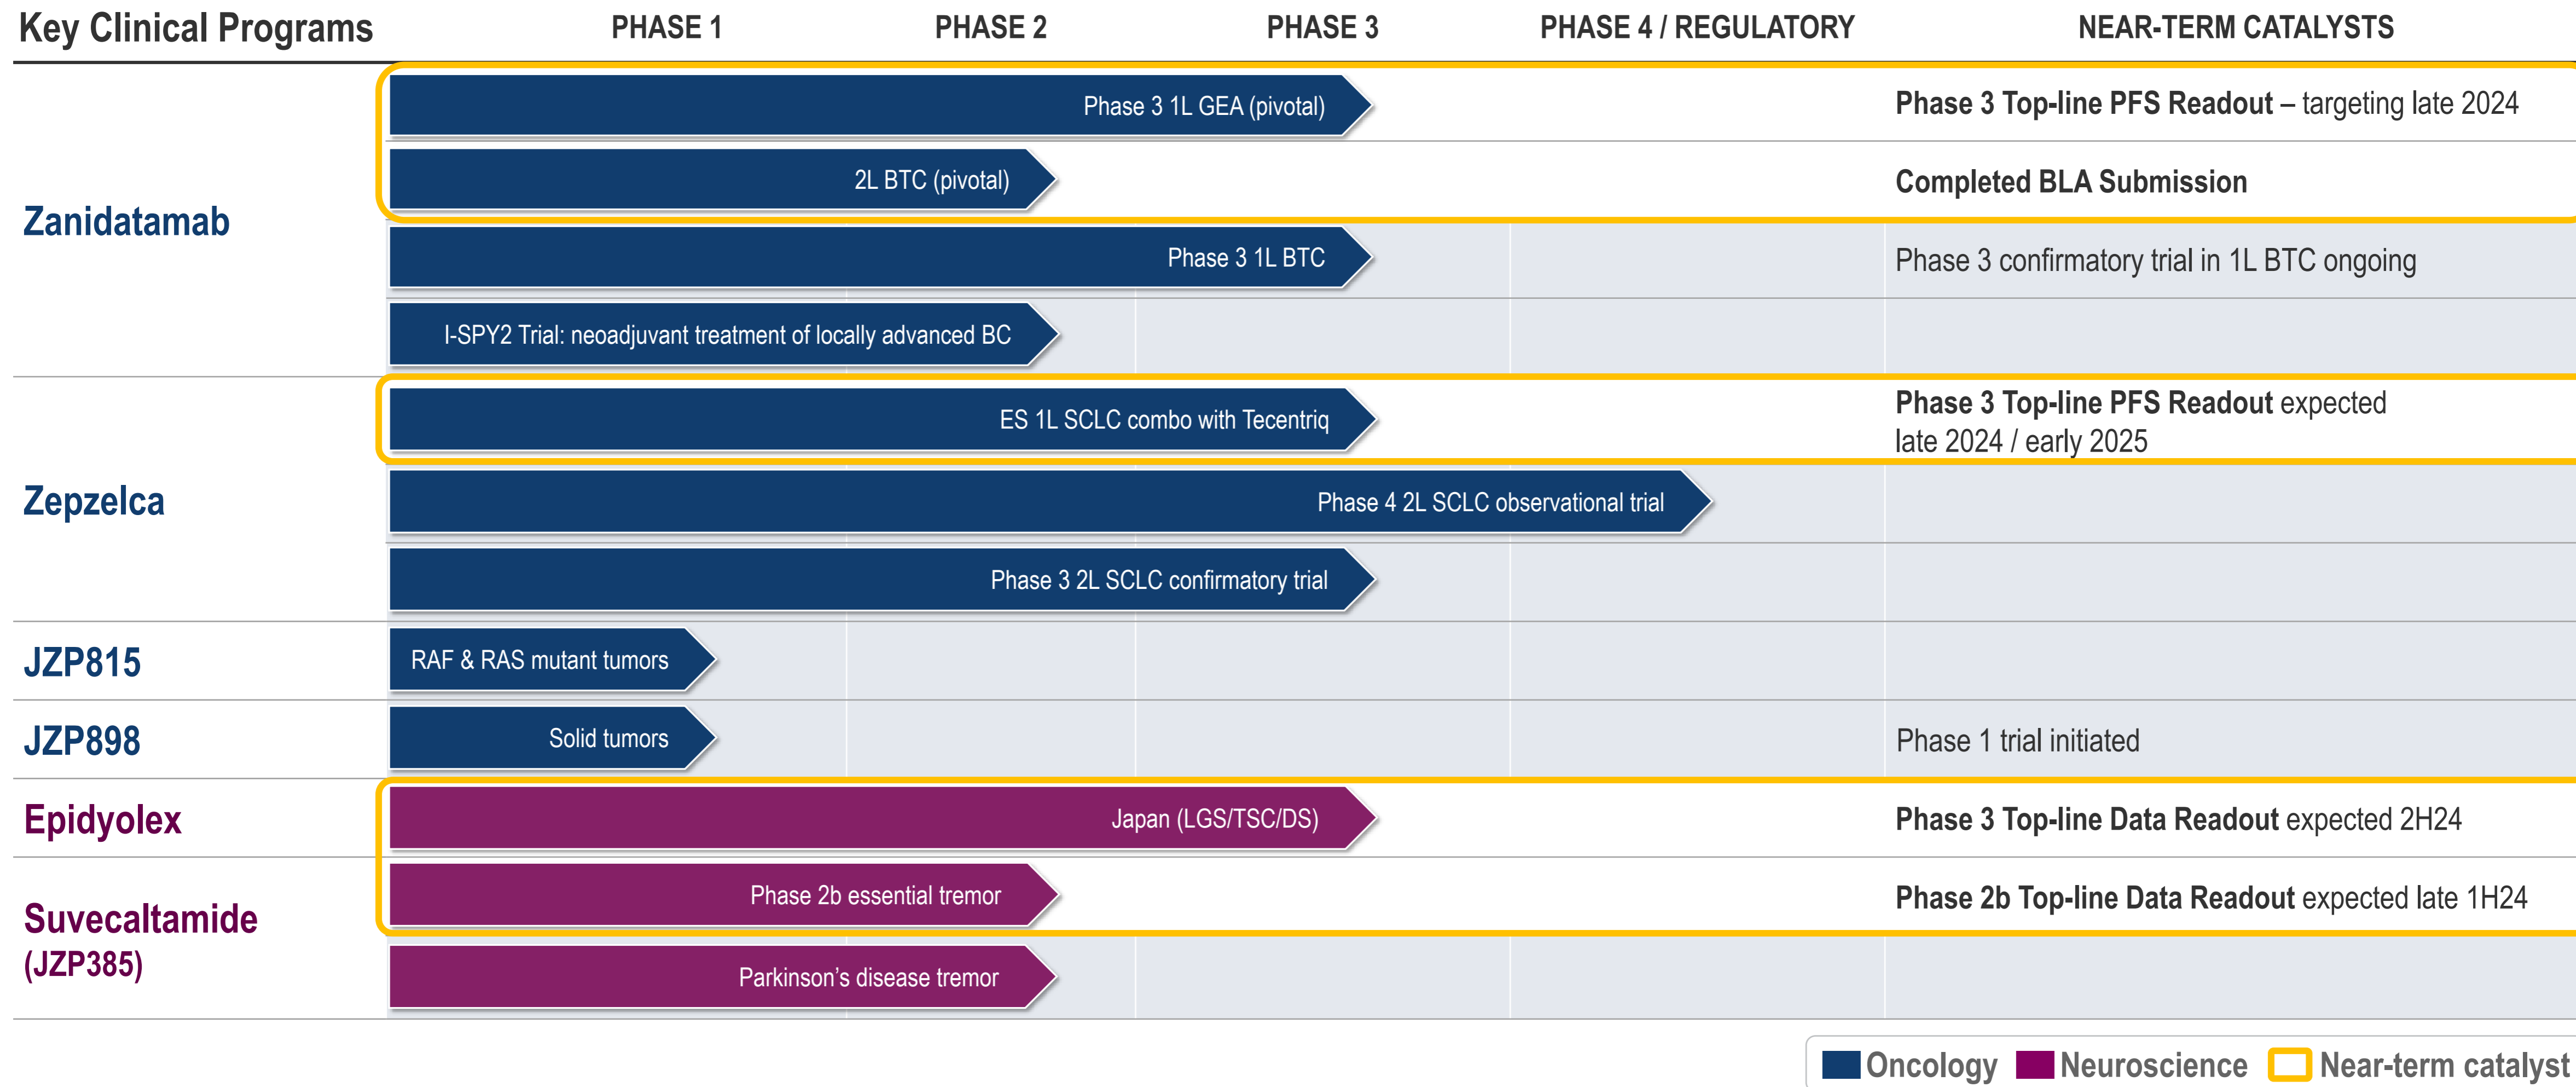 Key Clinical Programs
PHASE 1
PHASE 2
PHASE 3
PHASE 4 / REGULATORY
NEAR-TERM CATALYSTS
Zanidatamab
Phase 3 1L GEA (pivotal)
Phase 3 Top-line PFS Readout – targeting late 2024
2L BTC (pivotal)
Completed BLA Submission
Phase 3 1L BTC
Phase 3 confirmatory trial in 1L BTC ongoing
I-SPY2 Trial: neoadjuvant treatment of locally advanced BC
Zepzelca
ES 1L SCLC combo with Tecentriq
Phase 3 Top-line PFS Readout expected
late 2024 / early 2025
Phase 4 2L SCLC observational trial
Phase 3 2L SCLC confirmatory trial
JZP815
RAF & RAS mutant tumors
JZP898
Solid tumors
Phase 1 trial initiated
Epidyolex
Japan (LGS/TSC/DS)
Phase 3 Top-line Data Readout expected 2H24
Suvecaltamide
(JZP385)
Phase 2b essential tremor
Phase 2b Top-line Data Readout expected late 1H24
Parkinson’s disease tremor
Oncology
Neuroscience
Near-term catalyst